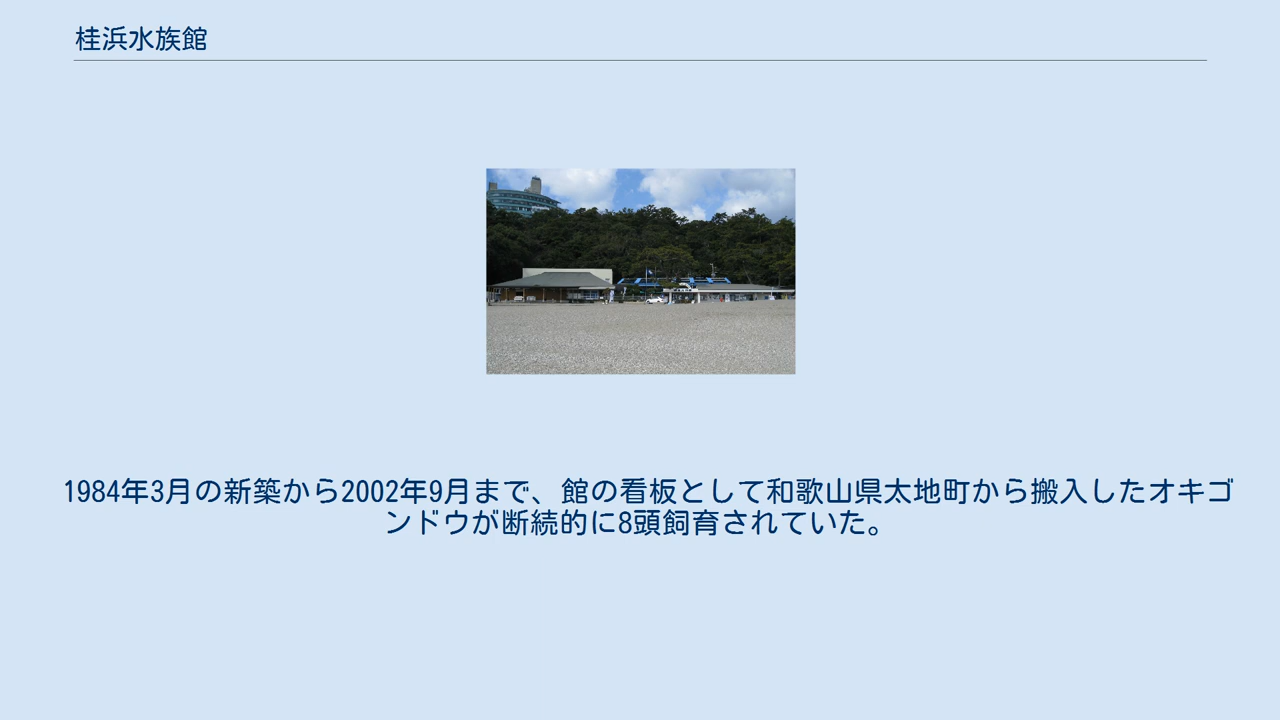 桂浜水族館
1984年3月の新築から2002年9月まで、館の看板として和歌山県太地町から搬入したオキゴ
ンドウが断続的に8頭飼育されていた。